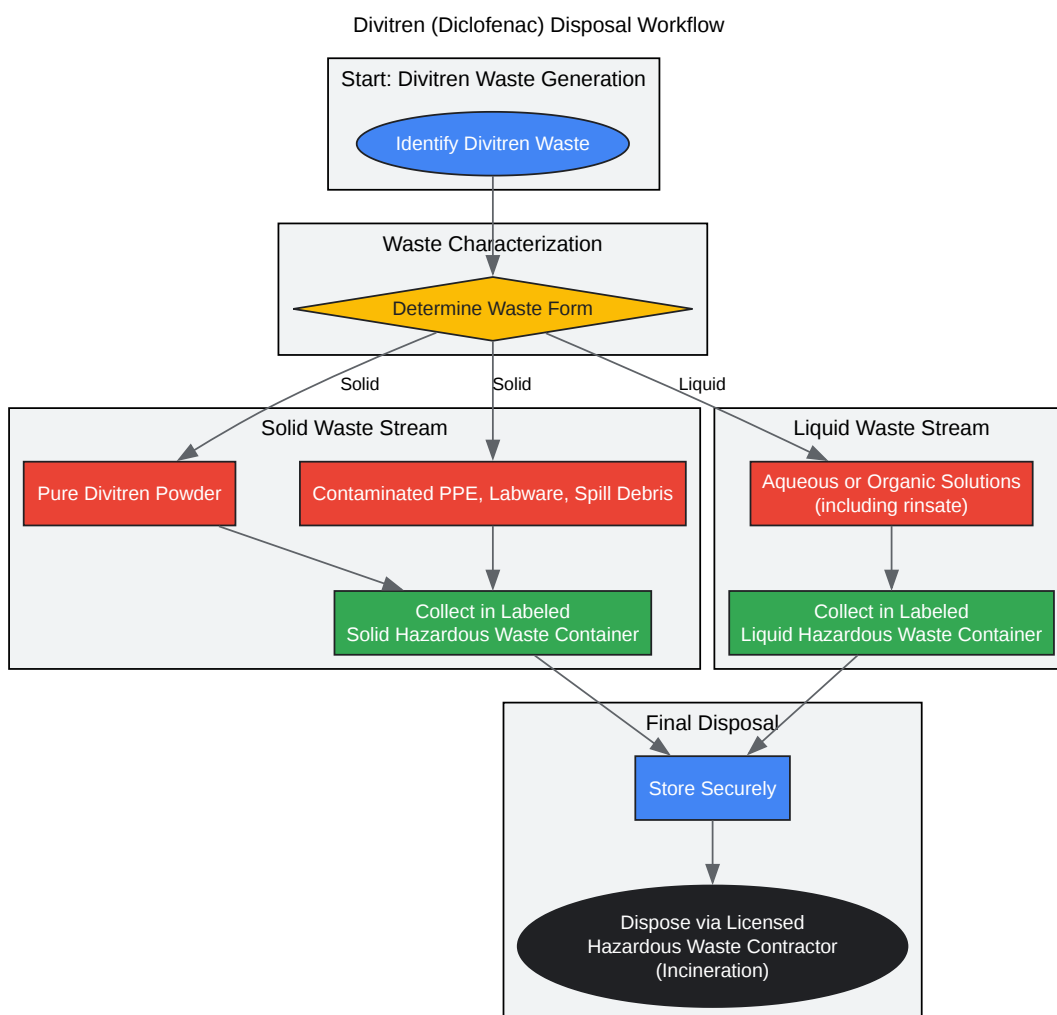 Divitren (Diclofenac) Disposal Workflow
Start: Divitren Waste Generation
Identify Divitren Waste
Waste Characterization
Determine Waste Form
Solid
Solid
Liquid
Solid Waste Stream
Liquid Waste Stream
Pure Divitren Powder
Contaminated PPE, Labware, Spill Debris
Aqueous or Organic Solutions
(including rinsate)
Collect in Labeled
Solid Hazardous Waste Container
Collect in Labeled
Liquid Hazardous Waste Container
Final Disposal
Store Securely
Dispose via Licensed
Hazardous Waste Contractor
(Incineration)